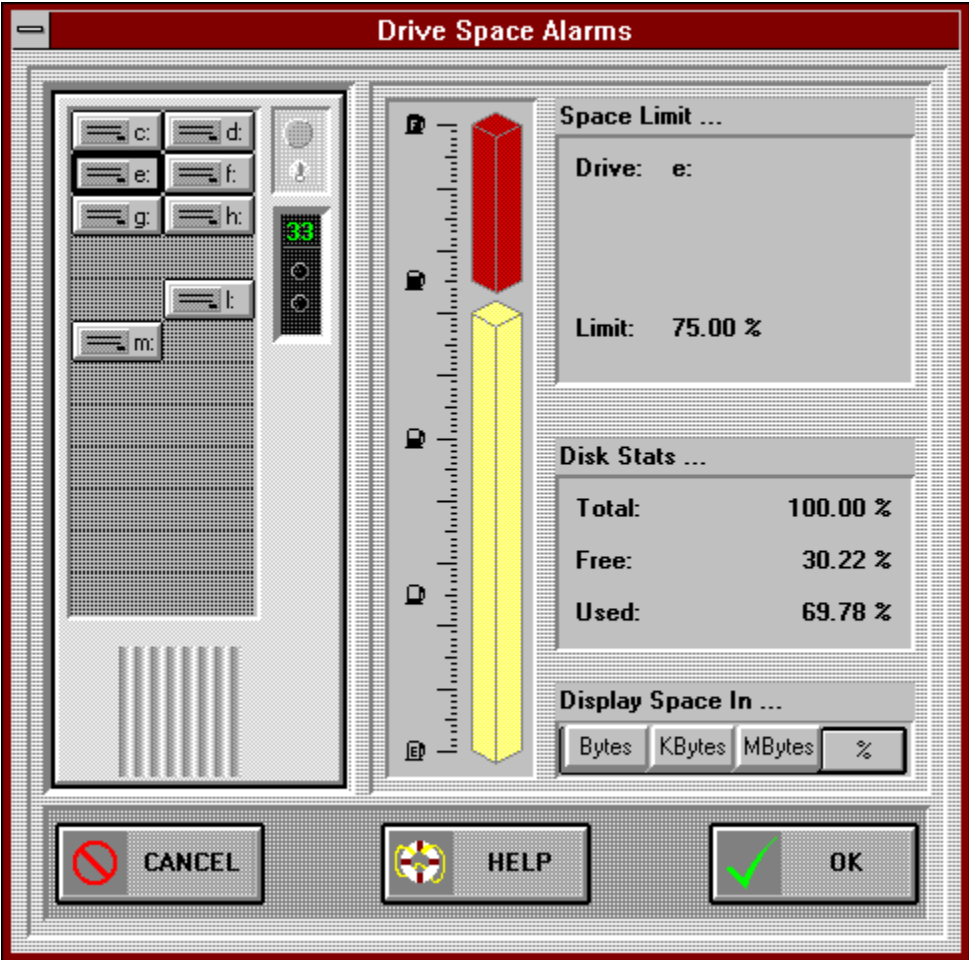 Drive Space Alarms
c: d:
e: f:
g: h:
l:
m:
33
F
E
Space Limit ...
Drive: e:
Limit: 75.00 %
Disk Stats ...
Total: 100.00 %
Free: 30.22 %
Used: 69.78 %
Display Space In ...
Bytes KBytes MBytes %
CANCEL HELP OK